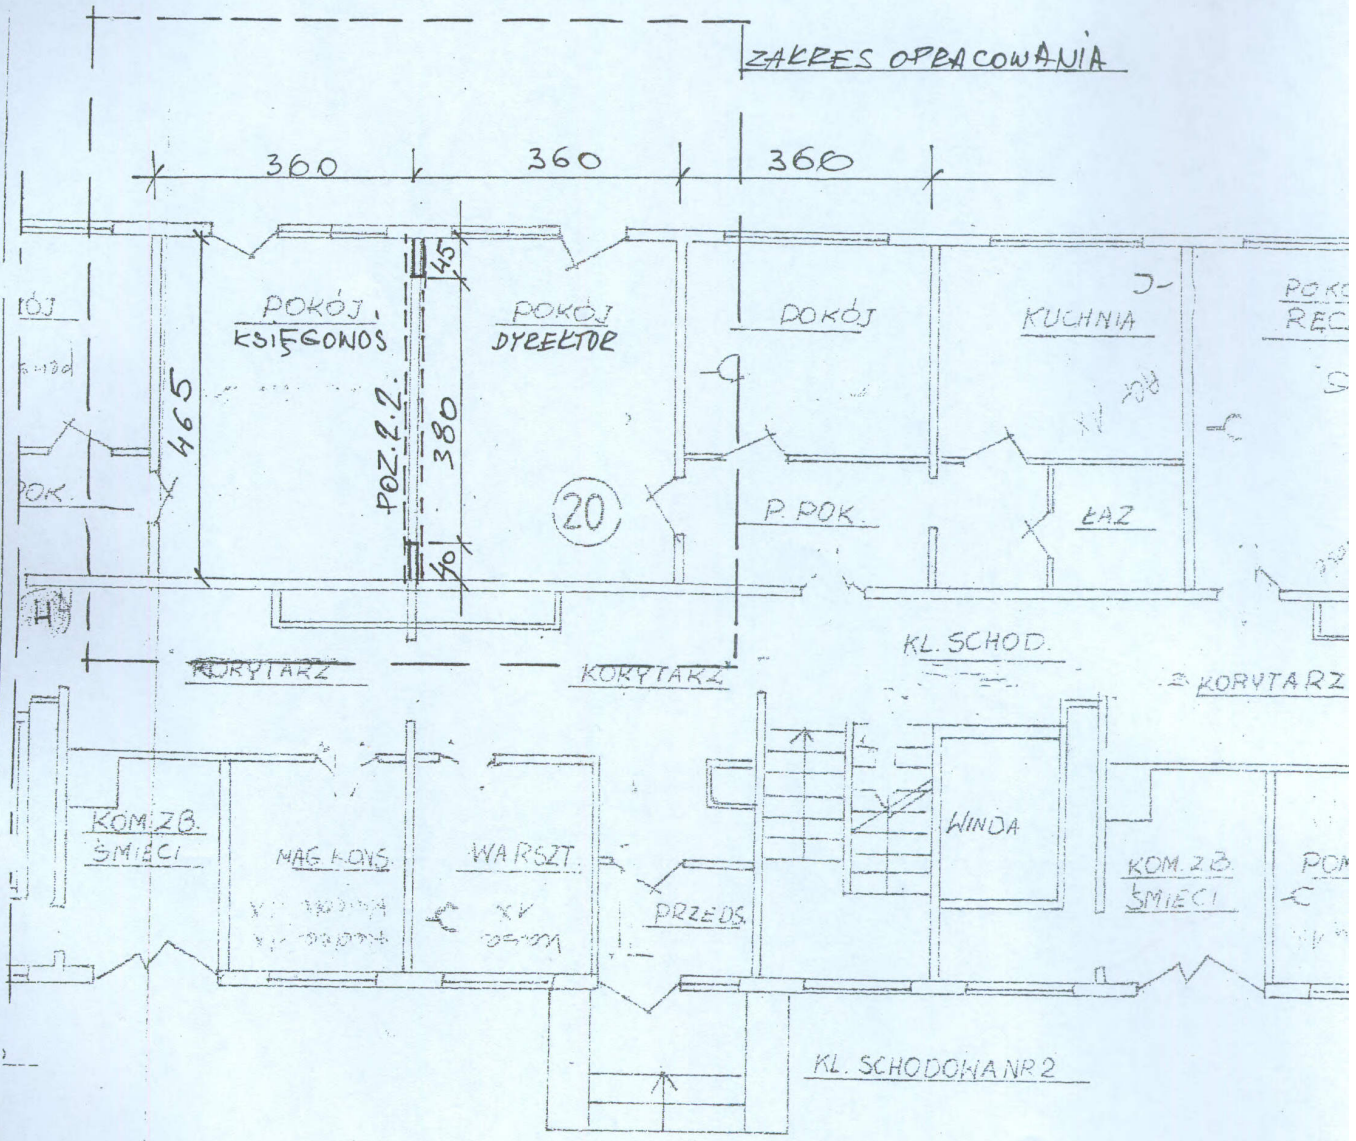 ZAKRES OPRACOWANIA
360
360
360
45
POKÓJ
KSIĘGOWOŚ
POKÓJ
DYREKTOR
POKÓJ
KUCHNIA
465
POZ.2.2.
380
40
20
POK.
P. POK.
ŁAZ
H
KL. SCHOD.
KORYTARZ
KORYTARZ
KORYTARZ
KOM. ZB.
ŚMIECI
MAG. KONS.
WARSZT.
PRZEDS.
WINDA
KOM. ZB.
ŚMIECI
KL. SCHODOWA NR 2